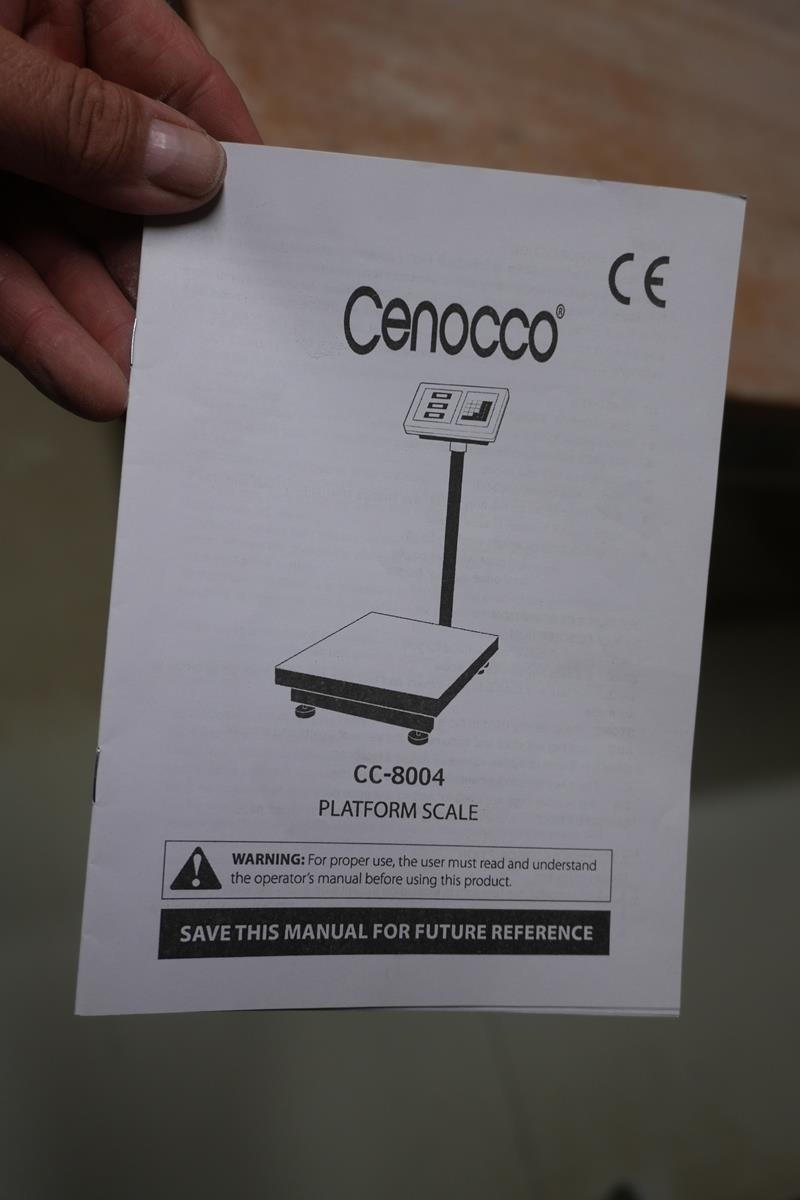 CE
Cenocco®
CC-8004
PLATFORM SCALE
WARNING: For proper use, the user must read and understand
the operator's manual before using this product.
SAVE THIS MANUAL FOR FUTURE REFERENCE